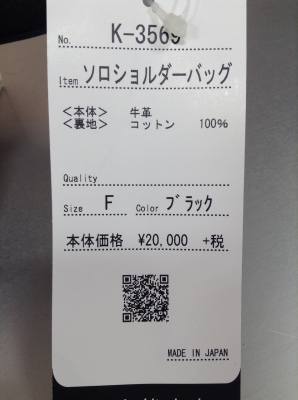 No. K-3569
Item ソロショルダーバッグ
<本体> 牛革
<裏地> コットン 100%
Quality
Size F Color ブラック
本体価格 ¥20,000 +税
MADE IN JAPAN